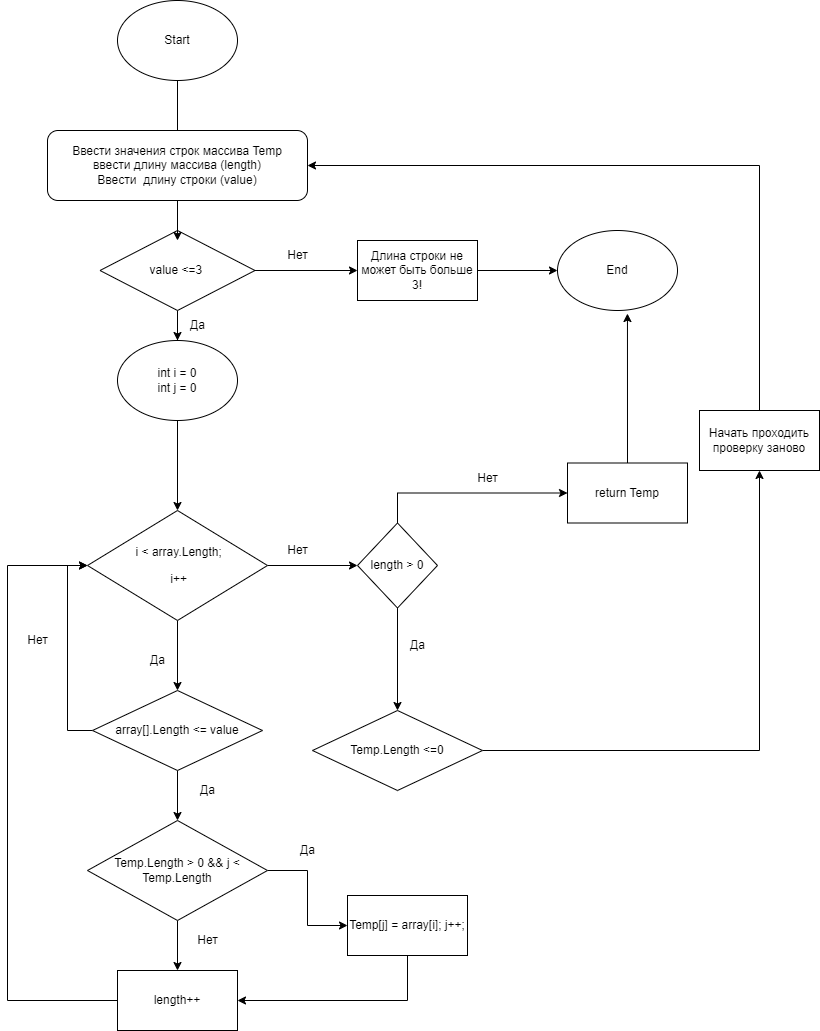 Start
Ввести значения строк массива Temp
ввести длину массива (length)
Ввести длину строки (value)
value <=3
Нет
Длина строки не
может быть больше
3!
End
Да
int i = 0
int j = 0
Начать проходить
проверку заново
Нет
return Temp
i < array.Length;
i++
Нет
length > 0
Нет
Да
Да
array[].Length <= value
Temp.Length <=0
Да
Temp.Length > 0 && j <
Temp.Length
Да
Temp[j] = array[i]; j++;
Нет
length++